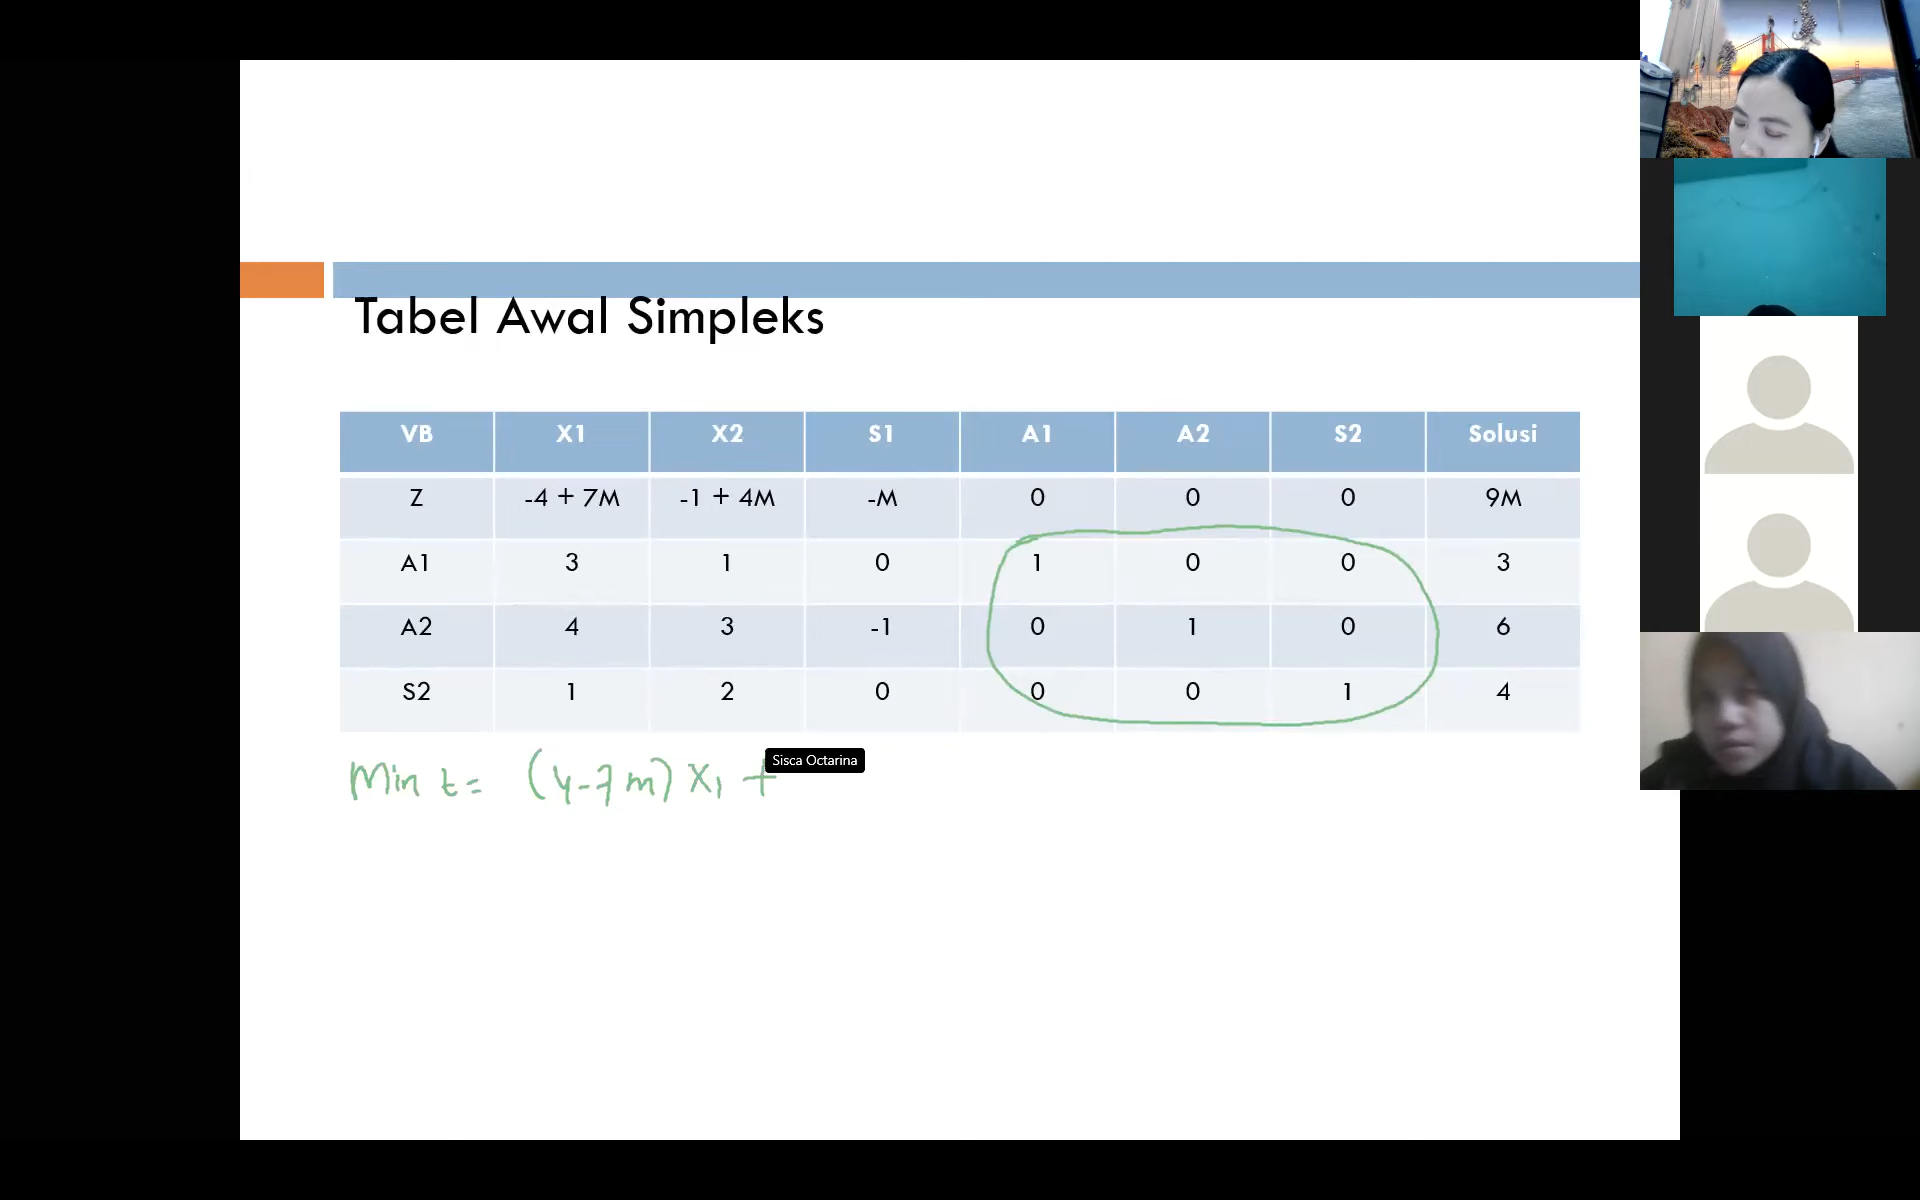 Tabel Awal Simpleks
VB X1 X2 S1 A1 A2 S2 Solusi
Z -4 + 7M -1 + 4M -M 0 0 0 9M
A1 3 1 0 1 0 0 3
A2 4 3 -1 0 1 0 6
S2 1 2 0 0 0 1 4
Min z = (4-7m) X1 +
Sisca Octarina